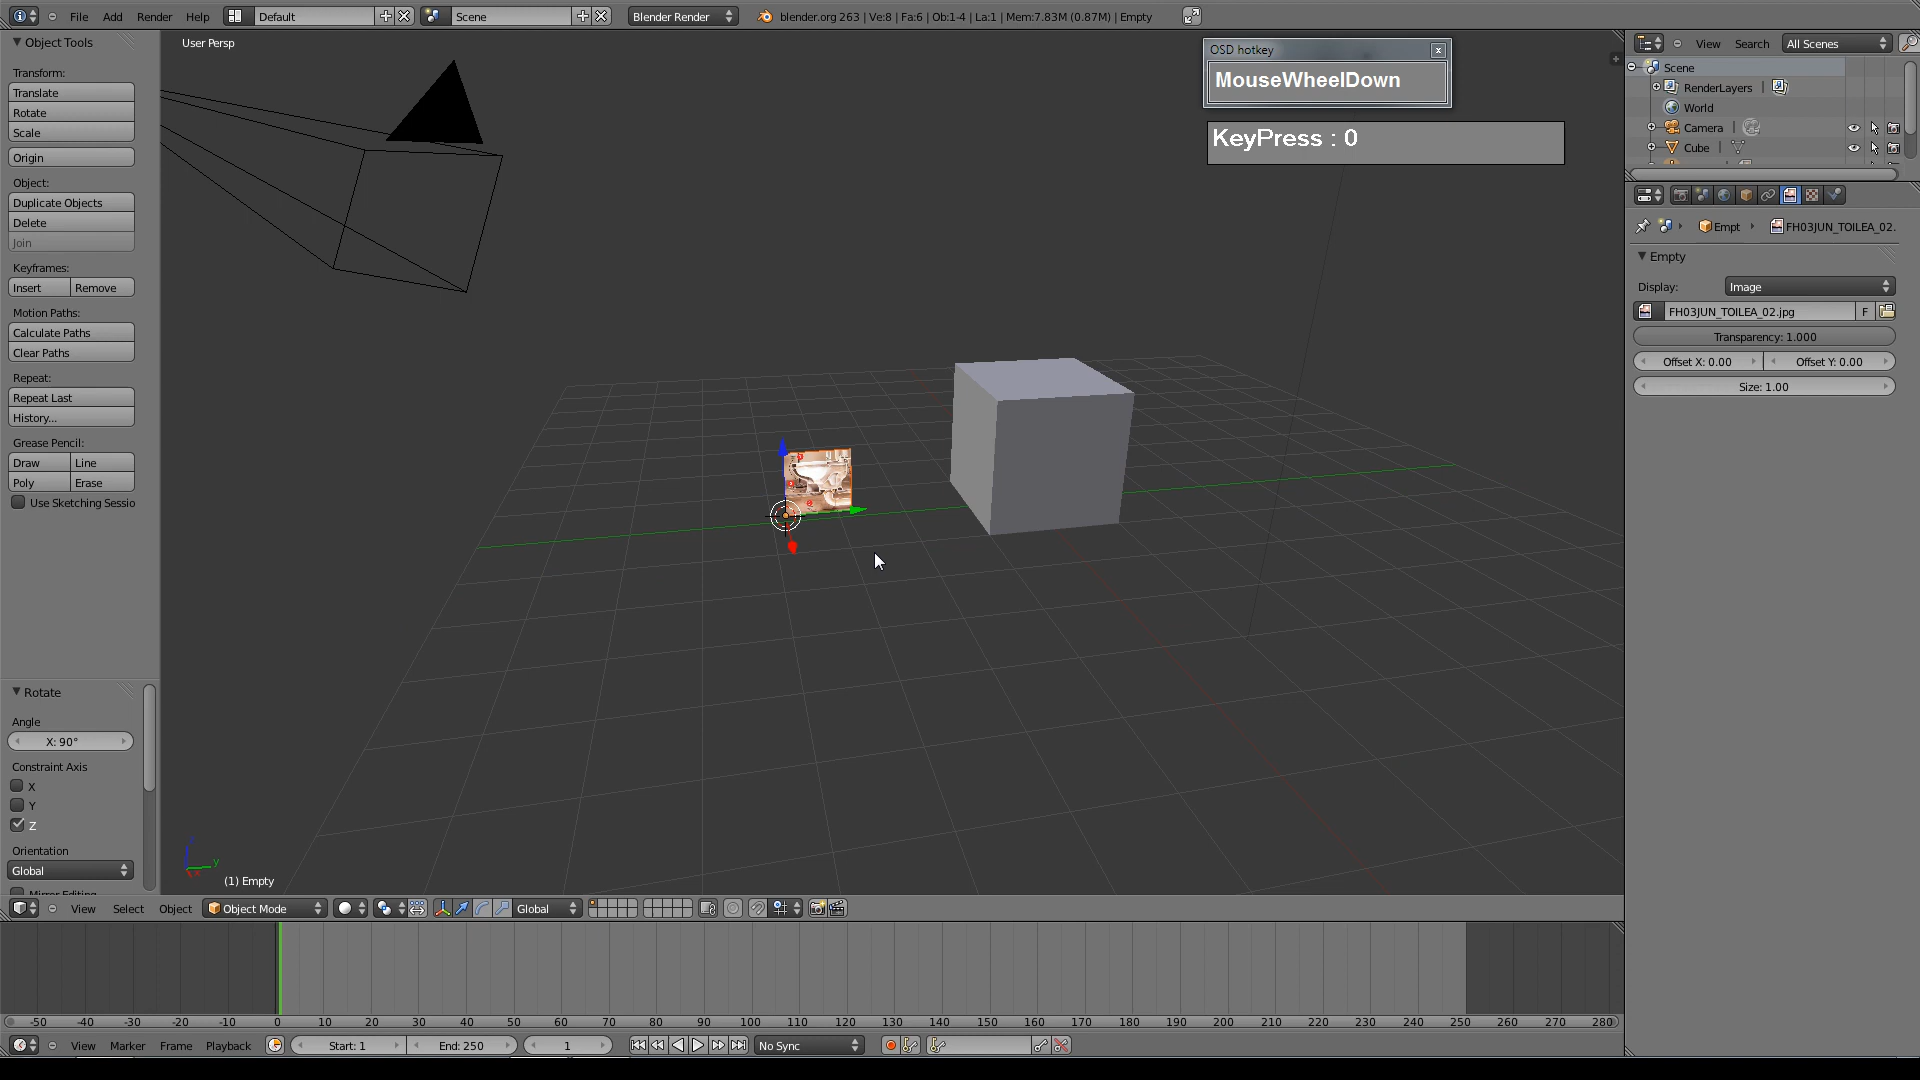 File Add Render Help Default Scene Blender Render blender.org 263 | Ve:8 | Fa:6 | Ob:1-4 | La:1 | Mem:7.83M (0.87M) | Empty
Object Tools
Transform:
Translate
Rotate
Scale
Origin
Object:
Duplicate Objects
Delete
Join
Keyframes:
Insert Remove
Motion Paths:
Calculate Paths
Clear Paths
Repeat:
Repeat Last
History...
Grease Pencil:
Draw Line
Poly Erase
Use Sketching Sessio
Rotate
Angle
X: 90°
Constraint Axis
X
Y
Z
Orientation
Global
User Persp
OSD hotkey
MouseWheelDown
KeyPress : 0
y
(1) Empty
View Select Object Object Mode Global
View Search All Scenes
Scene
RenderLayers |
World
Camera |
Cube |
Empt FH03JUN_TOILEA_02.
Empty
Display: Image
FH03JUN_TOILEA_02.jpg F
Transparency: 1.000
Offset X: 0.00 Offset Y: 0.00
Size: 1.00
-50 -40 -30 -20 -10 0 10 20 30 40 50 60 70 80 90 100 110 120 130 140 150 160 170 180 190 200 210 220 230 240 250 260 270 280
View Marker Frame Playback Start: 1 End: 250 1 No Sync